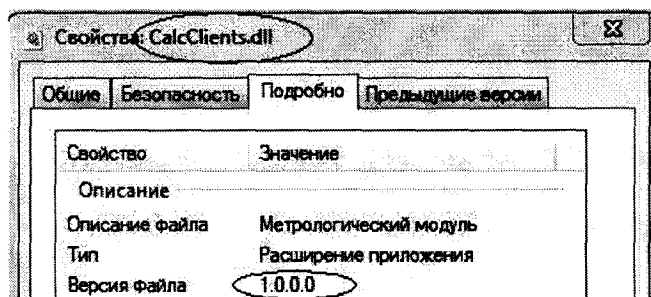 Свойства: CalcClients.dll
Общие Безопасность Подробно Предыдущие версии
Свойство Значение
Описание
Описание файла Метрологический модуль
Тип Расширение приложения
Версия файла 1.0.0.0